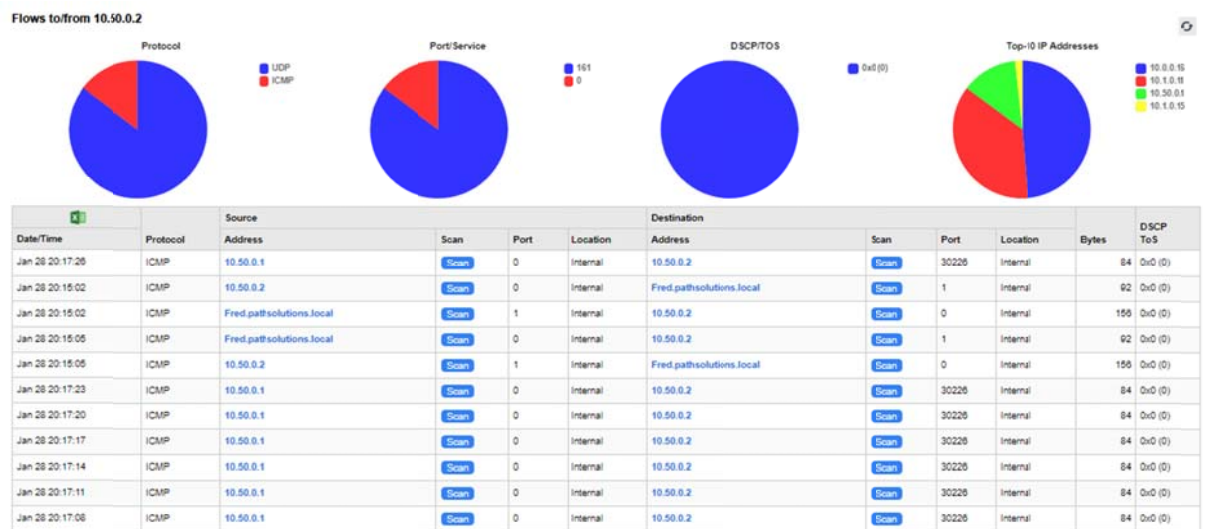 Flows to/from 10.50.0.2
Protocol
UDP
ICMP
Port/Service
161
0
DSCP/TOS
0x0 (0)
Top-10 IP Addresses
10.0.0.15
10.1.0.11
10.50.0.1
10.1.0.15
Source Destination
Date/Time Protocol Address Scan Port Location Address Scan Port Location Bytes DSCP ToS
Jan 28 20:17:26 ICMP 10.50.0.1 Scan 0 Internal 10.50.0.2 Scan 30226 Internal 84 0x0 (0)
Jan 28 20:15:02 ICMP 10.50.0.2 Scan 0 Internal Fred.pathsolutions.local Scan 1 Internal 92 0x0 (0)
Jan 28 20:15:02 ICMP Fred.pathsolutions.local Scan 1 Internal 10.50.0.2 Scan 0 Internal 156 0x0 (0)
Jan 28 20:15:05 ICMP Fred.pathsolutions.local Scan 0 Internal 10.50.0.2 Scan 1 Internal 92 0x0 (0)
Jan 28 20:15:05 ICMP 10.50.0.2 Scan 1 Internal Fred.pathsolutions.local Scan 0 Internal 156 0x0 (0)
Jan 28 20:17:23 ICMP 10.50.0.1 Scan 0 Internal 10.50.0.2 Scan 30226 Internal 84 0x0 (0)
Jan 28 20:17:20 ICMP 10.50.0.1 Scan 0 Internal 10.50.0.2 Scan 30226 Internal 84 0x0 (0)
Jan 28 20:17:17 ICMP 10.50.0.1 Scan 0 Internal 10.50.0.2 Scan 30226 Internal 84 0x0 (0)
Jan 28 20:17:14 ICMP 10.50.0.1 Scan 0 Internal 10.50.0.2 Scan 30226 Internal 84 0x0 (0)
Jan 28 20:17:11 ICMP 10.50.0.1 Scan 0 Internal 10.50.0.2 Scan 30226 Internal 84 0x0 (0)
Jan 28 20:17:08 ICMP 10.50.0.1 Scan 0 Internal 10.50.0.2 Scan 30226 Internal 84 0x0 (0)